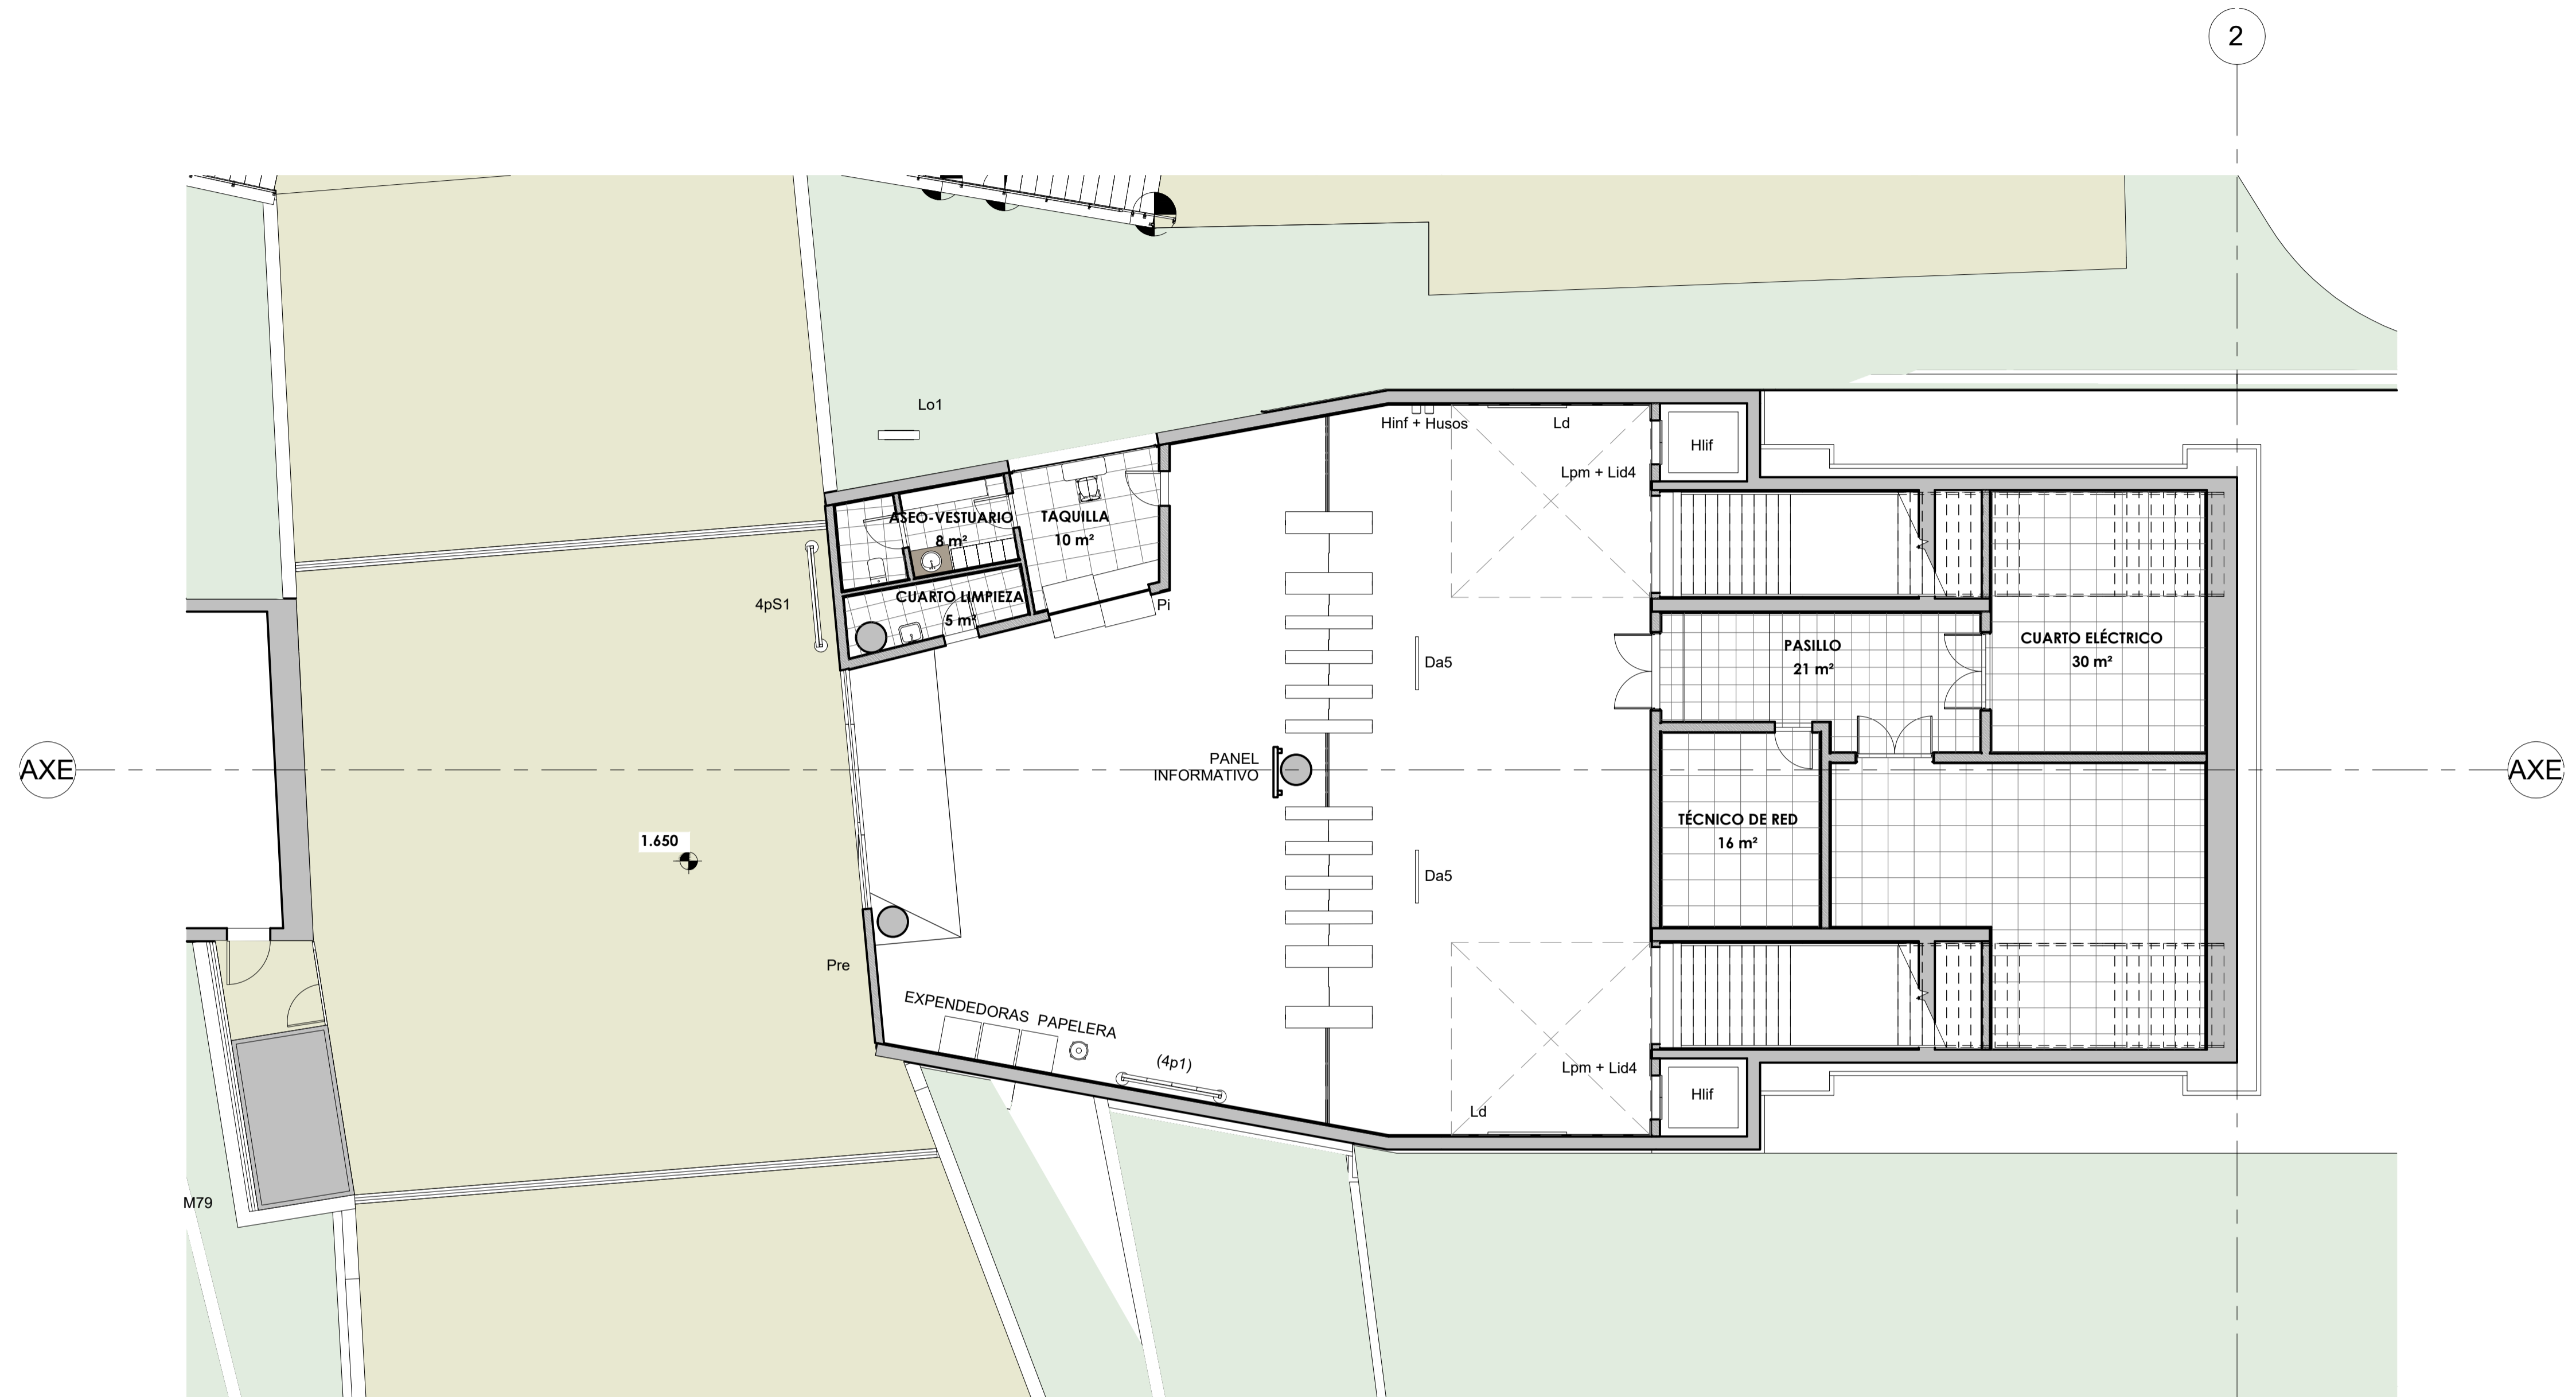 2
Lo1
Hinf + Husos
Ld
Hlif
Lpm + Lid4
ASEO-VESTUARIO
8 m²
TAQUILLA
10 m²
CUARTO LIMPIEZA
5 m²
4pS1
Pi
Da5
PASILLO
21 m²
CUARTO ELÉCTRICO
30 m²
AXE
PANEL
INFORMATIVO
AXE
1.650
TÉCNICO DE RED
16 m²
Da5
Pre
EXPENDEDORAS PAPELERA
(4p1)
Lpm + Lid4
Hlif
Ld
M79